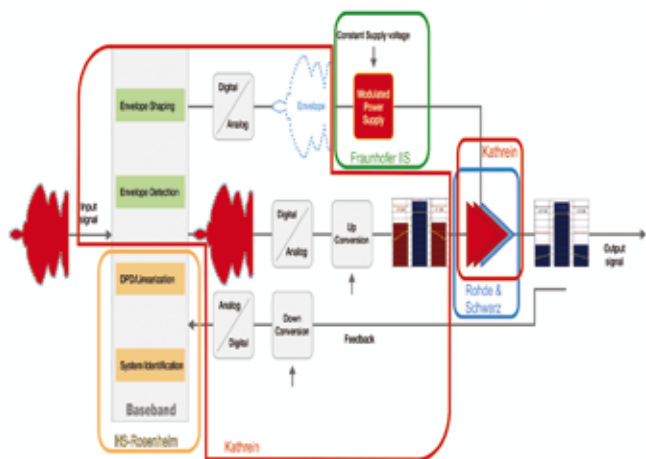 Constant Supply voltage
Envelope Shaping
Digital
Analog
Envelope
Modulated
Power
Supply
Fraunhofer IIS
Kathrein
Input
signal
Envelope Detection
Digital
Analog
Up
Conversion
Output
signal
Rohde &
Schwarz
DPD/Linearization
Analog
Digital
Down
Conversion
Feedback
System Identification
Baseband
IHS-Rosenheim
Kathrein